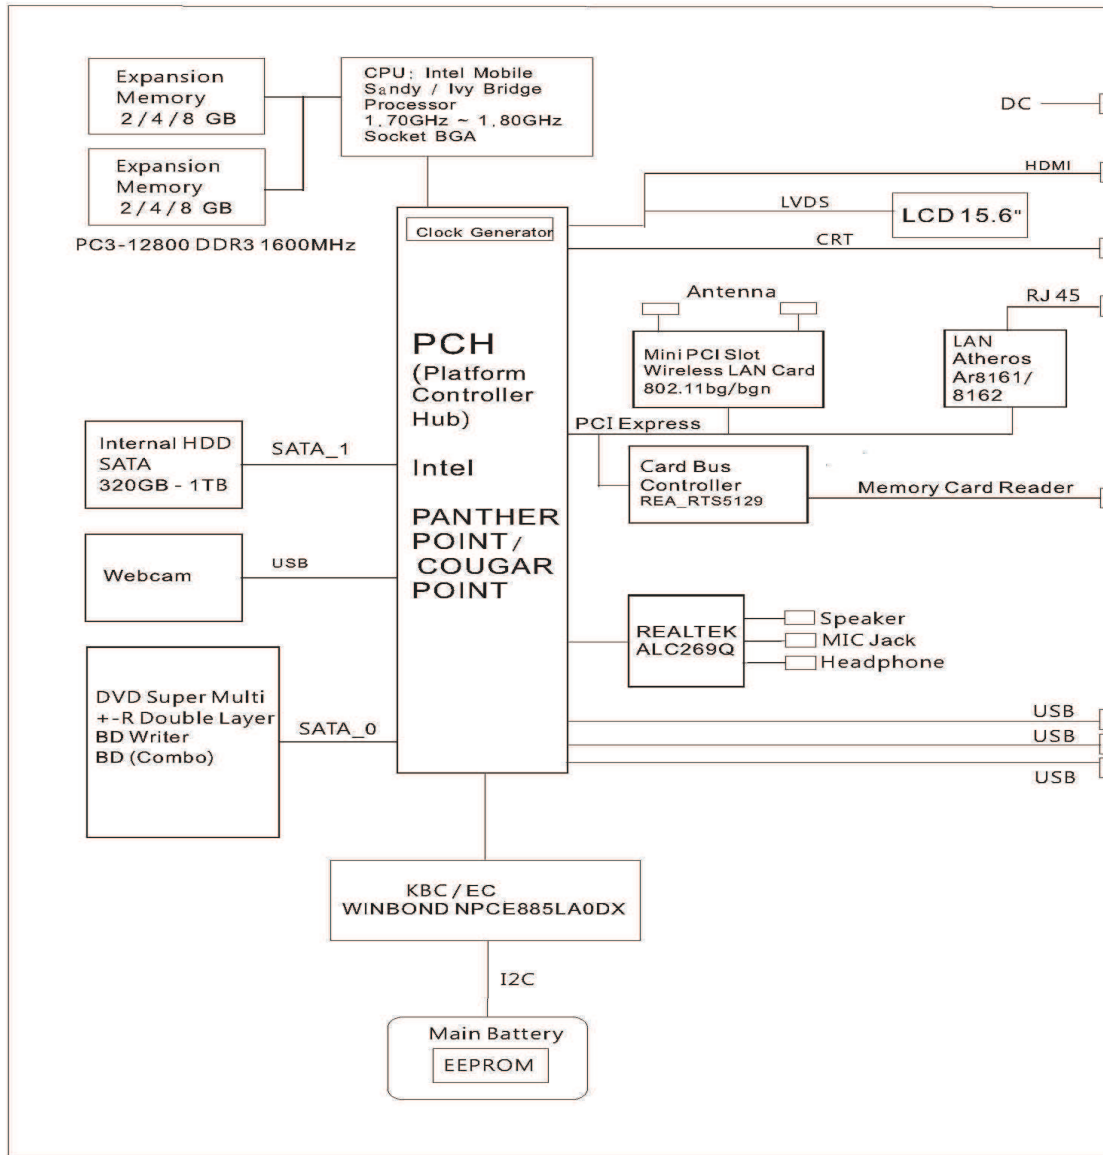 Expansion
Memory
2/4/8 GB
Expansion
Memory
2/4/8 GB
PC3-12800 DDR3 1600MHz
CPU: Intel Mobile
Sandy / Ivy Bridge
Processor
1.70GHz ~ 1.80GHz
Socket BGA
DC
HDMI
LVDS
LCD 15.6"
CRT
Clock Generator
PCH
(Platform
Controller
Hub)
Intel
PANTHER
POINT/
COUGAR
POINT
Antenna
Mini PCI Slot
Wireless LAN Card
802.11bg/bgn
RJ 45
LAN
Atheros
Ar8161/
8162
PCI Express
Card Bus
Controller
REA_RTS5129
Memory Card Reader
Internal HDD
SATA
320GB - 1TB
SATA_1
Webcam
USB
DVD Super Multi
+-R Double Layer
BD Writer
BD (Combo)
SATA_0
REALTEK
ALC269Q
Speaker
MIC Jack
Headphone
USB
USB
USB
KBC / EC
WINBOND NPCE885LA0DX
I2C
Main Battery
EEPROM